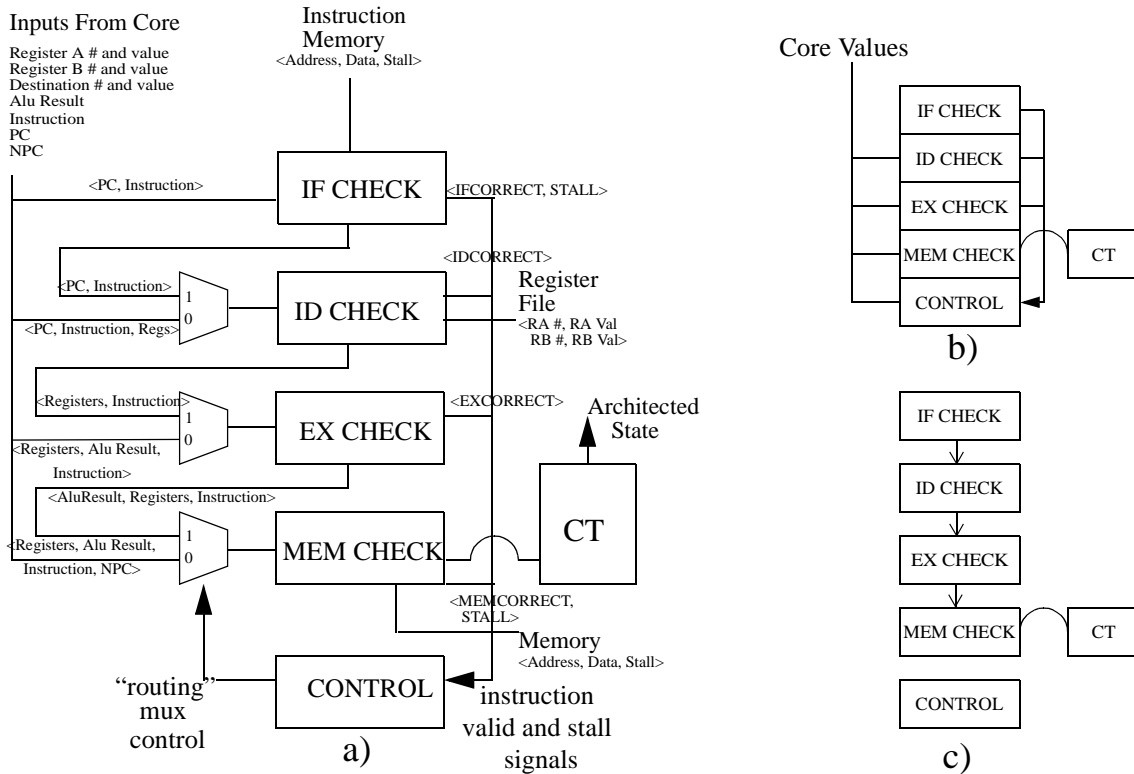 Inputs From Core
Register A # and value
Register B # and value
Destination # and value
Alu Result
Instruction
PC
NPC
Instruction
Memory
<Address, Data, Stall>
<PC, Instruction>
IF CHECK
<IFCORRECT, STALL>
<IDCORRECT>
<PC, Instruction>
1
0
<PC, Instruction, Regs>
ID CHECK
Register
File
<RA #, RA Val
RB #, RB Val>
<Registers, Instruction>
1
0
<Registers, Alu Result,
Instruction>
EX CHECK
<EXCORRECT>
Architected
State
<AluResult, Registers, Instruction>
1
0
<Registers, Alu Result,
Instruction, NPC>
MEM CHECK
CT
<MEMCORRECT,
STALL>
Memory
<Address, Data, Stall>
“routing”
mux
control
CONTROL
instruction
valid and stall
signals
a)
Core Values
IF CHECK
ID CHECK
EX CHECK
MEM CHECK
CT
CONTROL
b)
IF CHECK
ID CHECK
EX CHECK
MEM CHECK
CT
CONTROL
c)